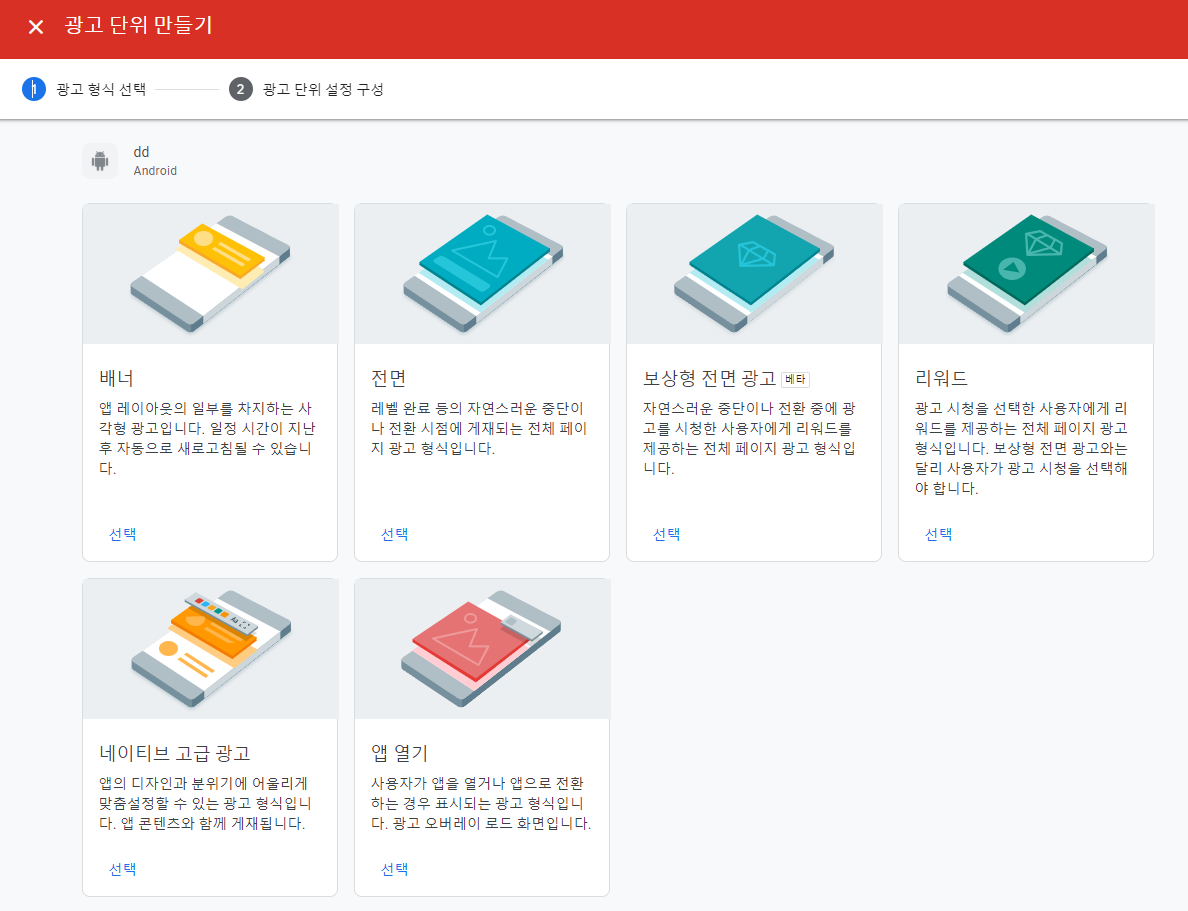 광고 단위 만들기
1 광고 형식 선택
2 광고 단위 설정 구성
dd
Android
배너
앱 레이아웃의 일부를 차지하는 사
각형 광고입니다. 일정 시간이 지난
후 자동으로 새로고침될 수 있습니
다.
선택
전면
레벨 완료 등의 자연스러운 중단이
나 전환 시점에 게재되는 전체 페이
지 광고 형식입니다.
선택
보상형 전면 광고 베타
자연스러운 중단이나 전환 중에 광
고를 시청한 사용자에게 리워드를
제공하는 전체 페이지 광고 형식입
니다.
선택
리워드
광고 시청을 선택한 사용자에게 리
워드를 제공하는 전체 페이지 광고
형식입니다. 보상형 전면 광고와는
달리 사용자가 광고 시청을 선택해
야 합니다.
선택
네이티브 고급 광고
앱의 디자인과 분위기에 어울리게
맞춤설정할 수 있는 광고 형식입니
다. 앱 콘텐츠와 함께 게재됩니다.
선택
앱 열기
사용자가 앱을 열거나 앱으로 전환
하는 경우 표시되는 광고 형식입니
다. 광고 오버레이 로드 화면입니다.
선택